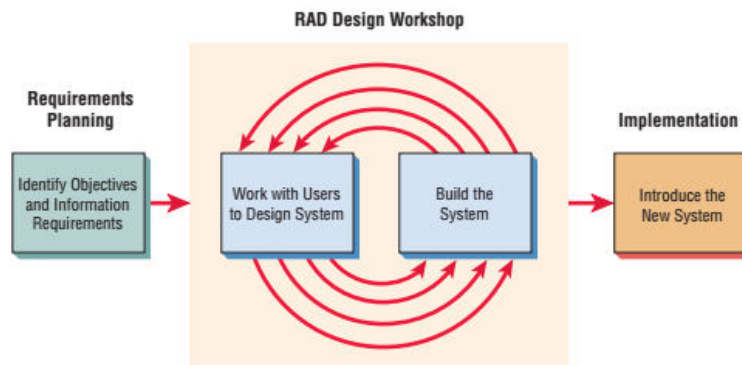 RAD Design Workshop
Requirements
Planning
Implementation
Identify Objectives
and Information
Requirements
Work with Users
to Design System
Build the
System
Introduce the
New System